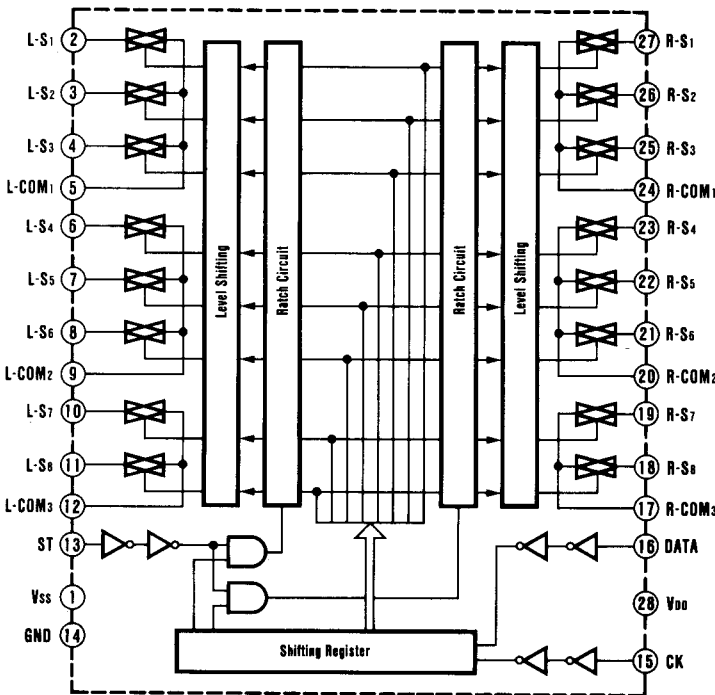 L-S1 2
27 R-S1
L-S2 3
26 R-S2
L-S3 4
25 R-S3
L-COM1 5
24 R-COM1
L-S4 6
23 R-S4
L-S5 7
22 R-S5
L-S6 8
21 R-S6
L-COM2 9
20 R-COM2
L-S7 10
19 R-S7
L-S8 11
18 R-S8
L-COM3 12
17 R-COM3
Level Shifting
Ratch Circuit
Ratch Circuit
Level Shifting
ST 13
16 DATA
VSS 1
28 VDD
GND 14
Shifting Register
15 CK